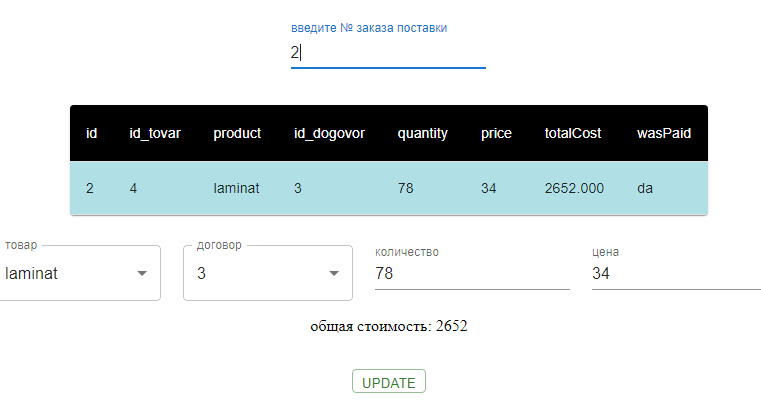 введите № заказа поставки
2
id id_tovar product id_dogovor quantity price totalCost wasPaid
2 4 laminat 3 78 34 2652.000 da
товар договор количество цена
laminat 3 78 34
общая стоимость: 2652
UPDATE